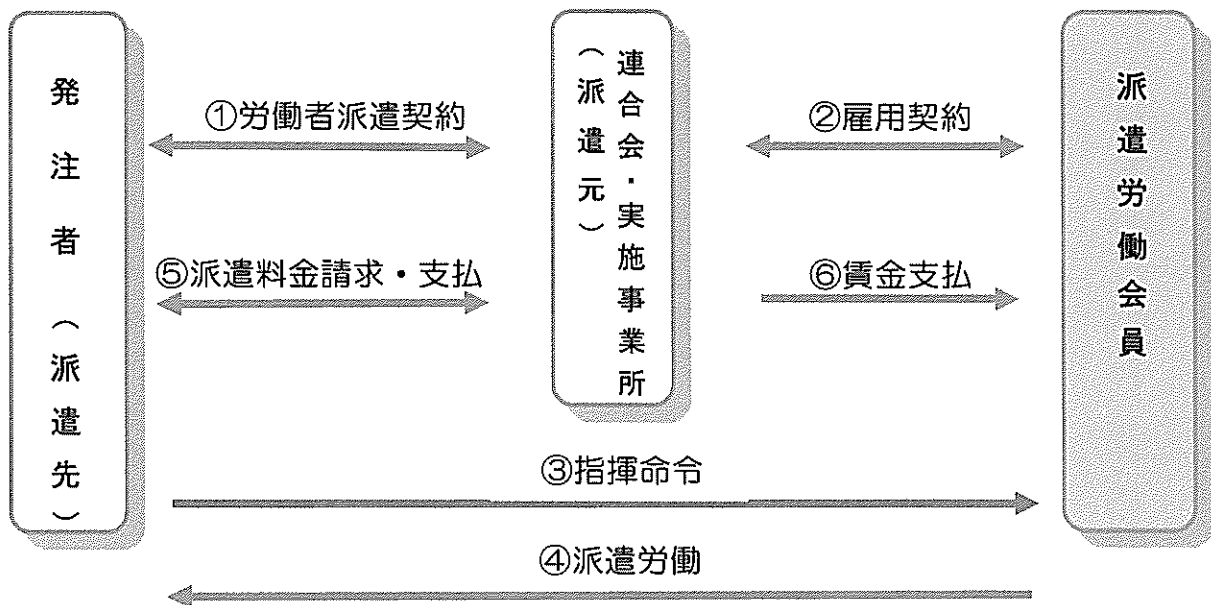 発注者（派遣先）
①労働者派遣契約
連合会・実施事業所
（派遣元）
②雇用契約
派遣労働会員
⑤派遣料金請求・支払
⑥賃金支払
③指揮命令
④派遣労働